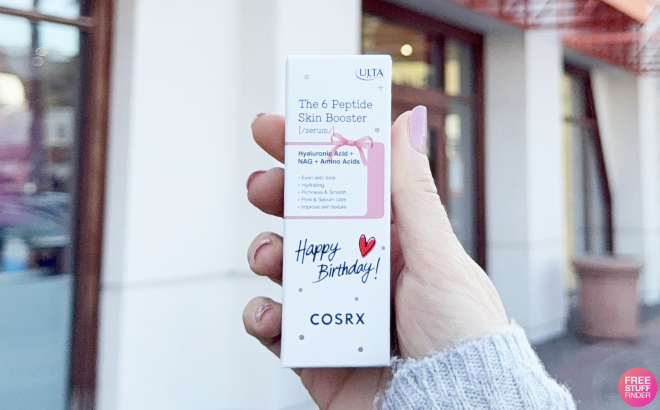 ULTA
The 6 Peptide
Skin Booster
[/serum/]
Hyaluronic Acid +
NAG + Amino Acids
• Even skin tone
• Hydrating
• Firmness & Smooth
• Pore & Sebum care
• Improve skin texture
Happy
Birthday!
COSRX
FREE
STUFF
FINDER